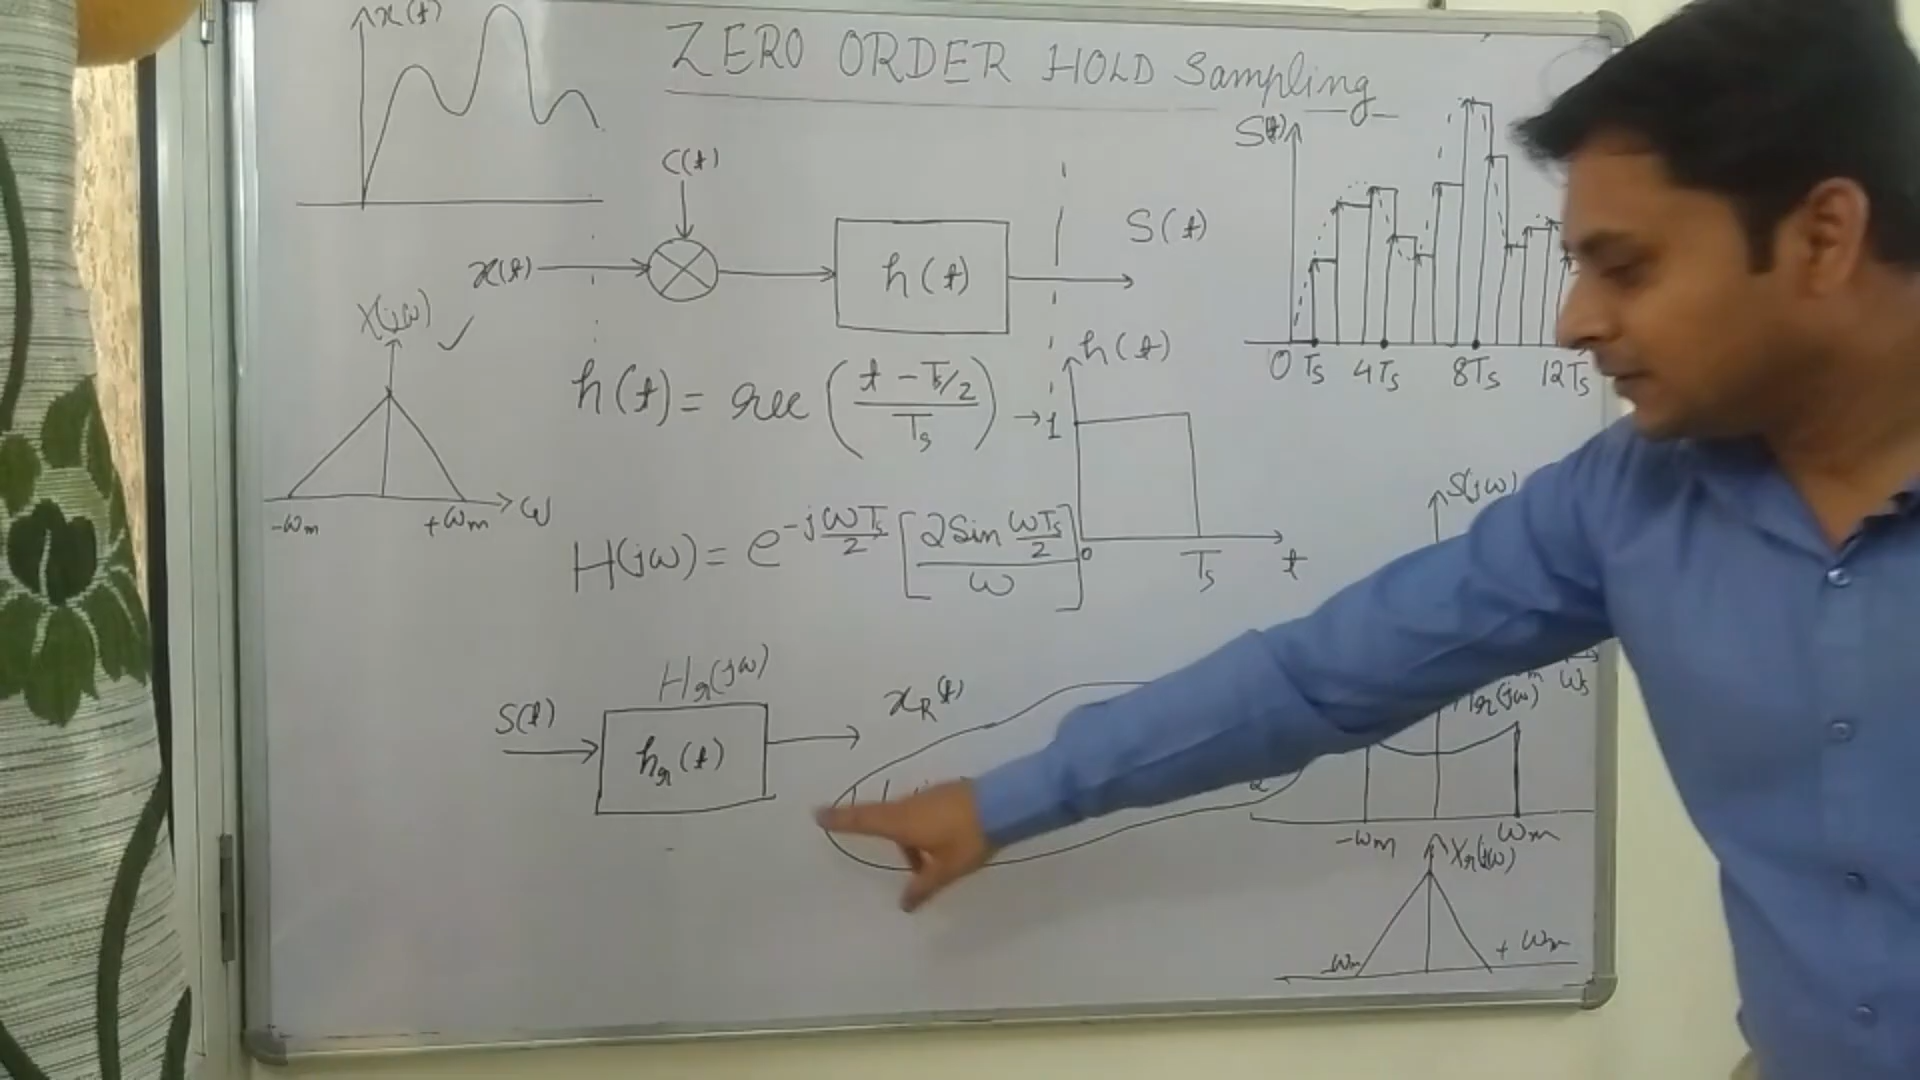 ZERO ORDER HOLD Sampling
x(t)
C(t)
S(t)
x(t)
h(t)
S(t)
0 Ts 4Ts 8Ts 12Ts
X(jω) ✓
-ωm +ωm ω
h(t) = rec ( t - Ts/2 / Ts ) →
h(t)
1
0 Ts t
H(jω) = e^-jωTs/2 [ 2 Sin ωTs/2 / ω ]
S(jω)
ωs
Hr(jω)
S(t)
hr(t)
xR(t)
2
Hr(jω)
-ωm ωm
Xr(jω)
-ωm +ωm